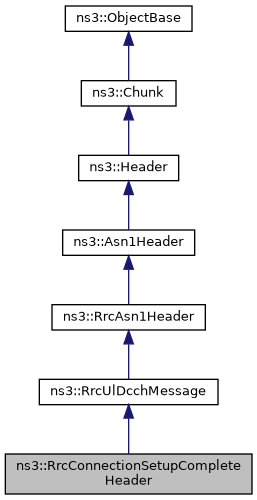 ns3::ObjectBase
ns3::Chunk
ns3::Header
ns3::Asn1Header
ns3::RrcAsn1Header
ns3::RrcUlDcchMessage
ns3::RrcConnectionSetupComplete
Header